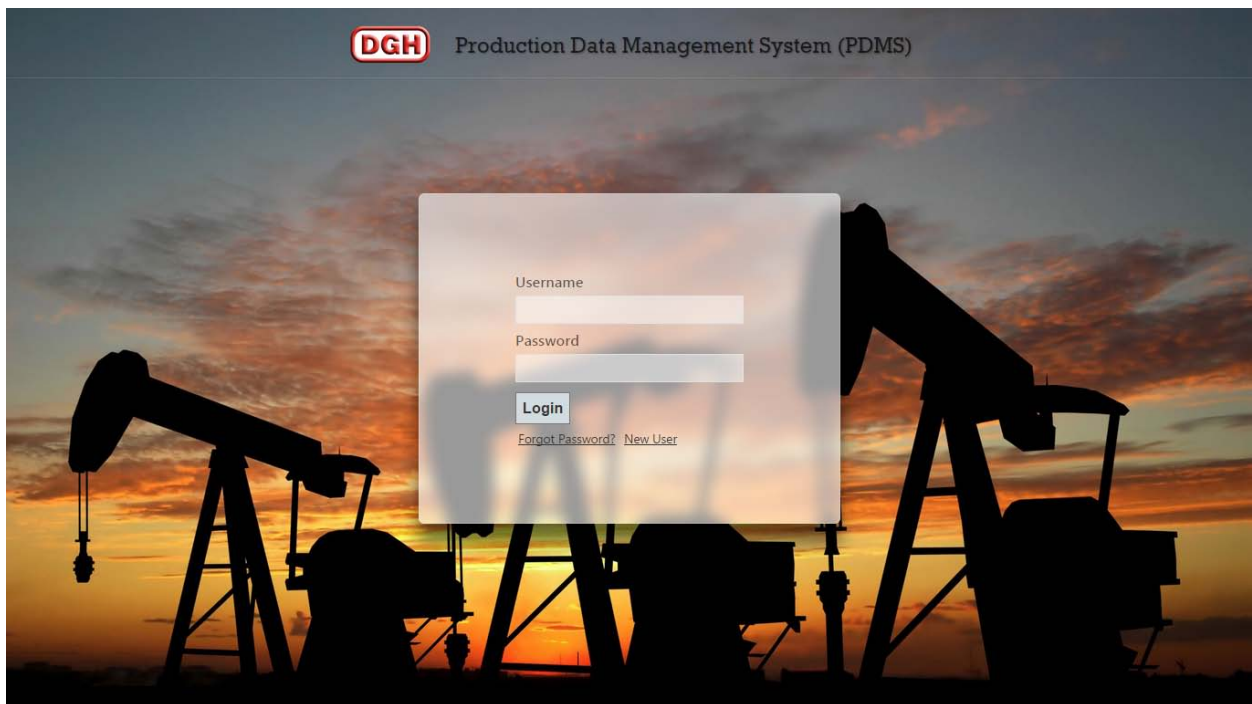 DGH Production Data Management System (PDMS)
Username
Password
Login
Forgot Password? New User